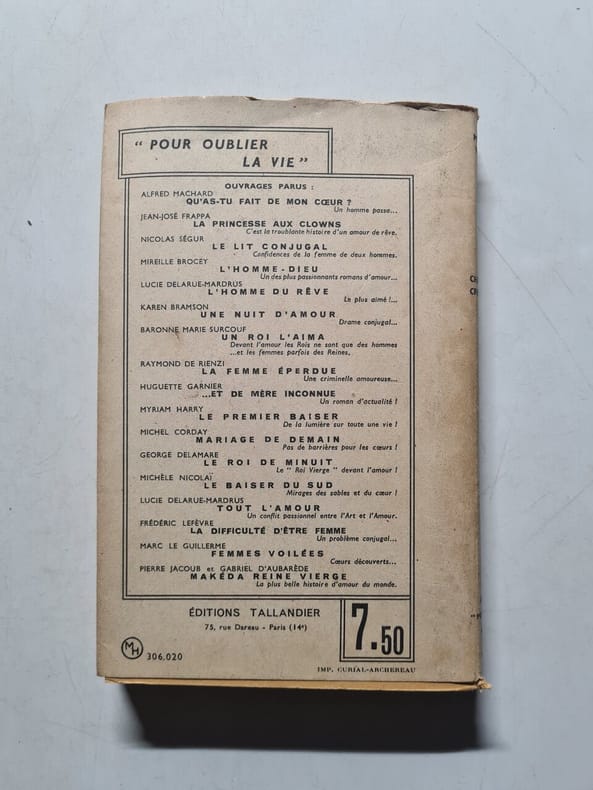 " POUR OUBLIER
LA VIE "
OUVRAGES PARUS :
ALFRED MACHARD
QU'AS-TU FAIT DE MON CŒUR ?
Un homme passe...
JEAN-JOSÉ FRAPPA
LA PRINCESSE AUX CLOWNS
C'est la troublante histoire d'un amour de rêve.
NICOLAS SÉGUR
LE LIT CONJUGAL
Confidences de la femme de deux hommes.
MIREILLE BROCEY
L'HOMME-DIEU
Un des plus passionnants romans d'amour...
LUCIE DELARUE-MARDRUS
L'HOMME DU RÊVE
Le plus aimé !...
KAREN BRAMSON
UNE NUIT D'AMOUR
Drame conjugal...
BARONNE MARIE SURCOUF
UN ROI L'AIMA
Devant l'amour les Rois ne sont que des hommes
...et les femmes parfois des Reines.
RAYMOND DE RIENZI
LA FEMME ÉPERDUE
Une criminelle amoureuse...
HUGUETTE GARNIER
...ET DE MÈRE INCONNUE
Un roman d'actualité !
MYRIAM HARRY
LE PREMIER BAISER
De la lumière sur toute une vie !
MICHEL CORDAY
MARIAGE DE DEMAIN
Pas de barrières pour les cœurs !
GEORGE DELAMARE
LE ROI DE MINUIT
Le " Roi Vierge " devant l'amour !
MICHÈLE NICOLAÏ
LE BAISER DU SUD
Mirages des sables et du cœur !
LUCIE DELARUE-MARDRUS
TOUT L'AMOUR
Un conflit passionnel entre l'Art et l'Amour.
FRÉDÉRIC LEFÈVRE
LA DIFFICULTÉ D'ÊTRE FEMME
Un problème conjugal...
MARC LE GUILLERME
FEMMES VOILÉES
Cœurs découverts...
PIERRE JACOUB et GABRIEL D'AUBARÈDE
MAKÉDA REINE VIERGE
La plus belle histoire d'amour du monde.
ÉDITIONS TALLANDIER
75, rue Dareau - Paris (14e)
7.50
MH 306,020
IMP. CURIAL-ARCHEREAU